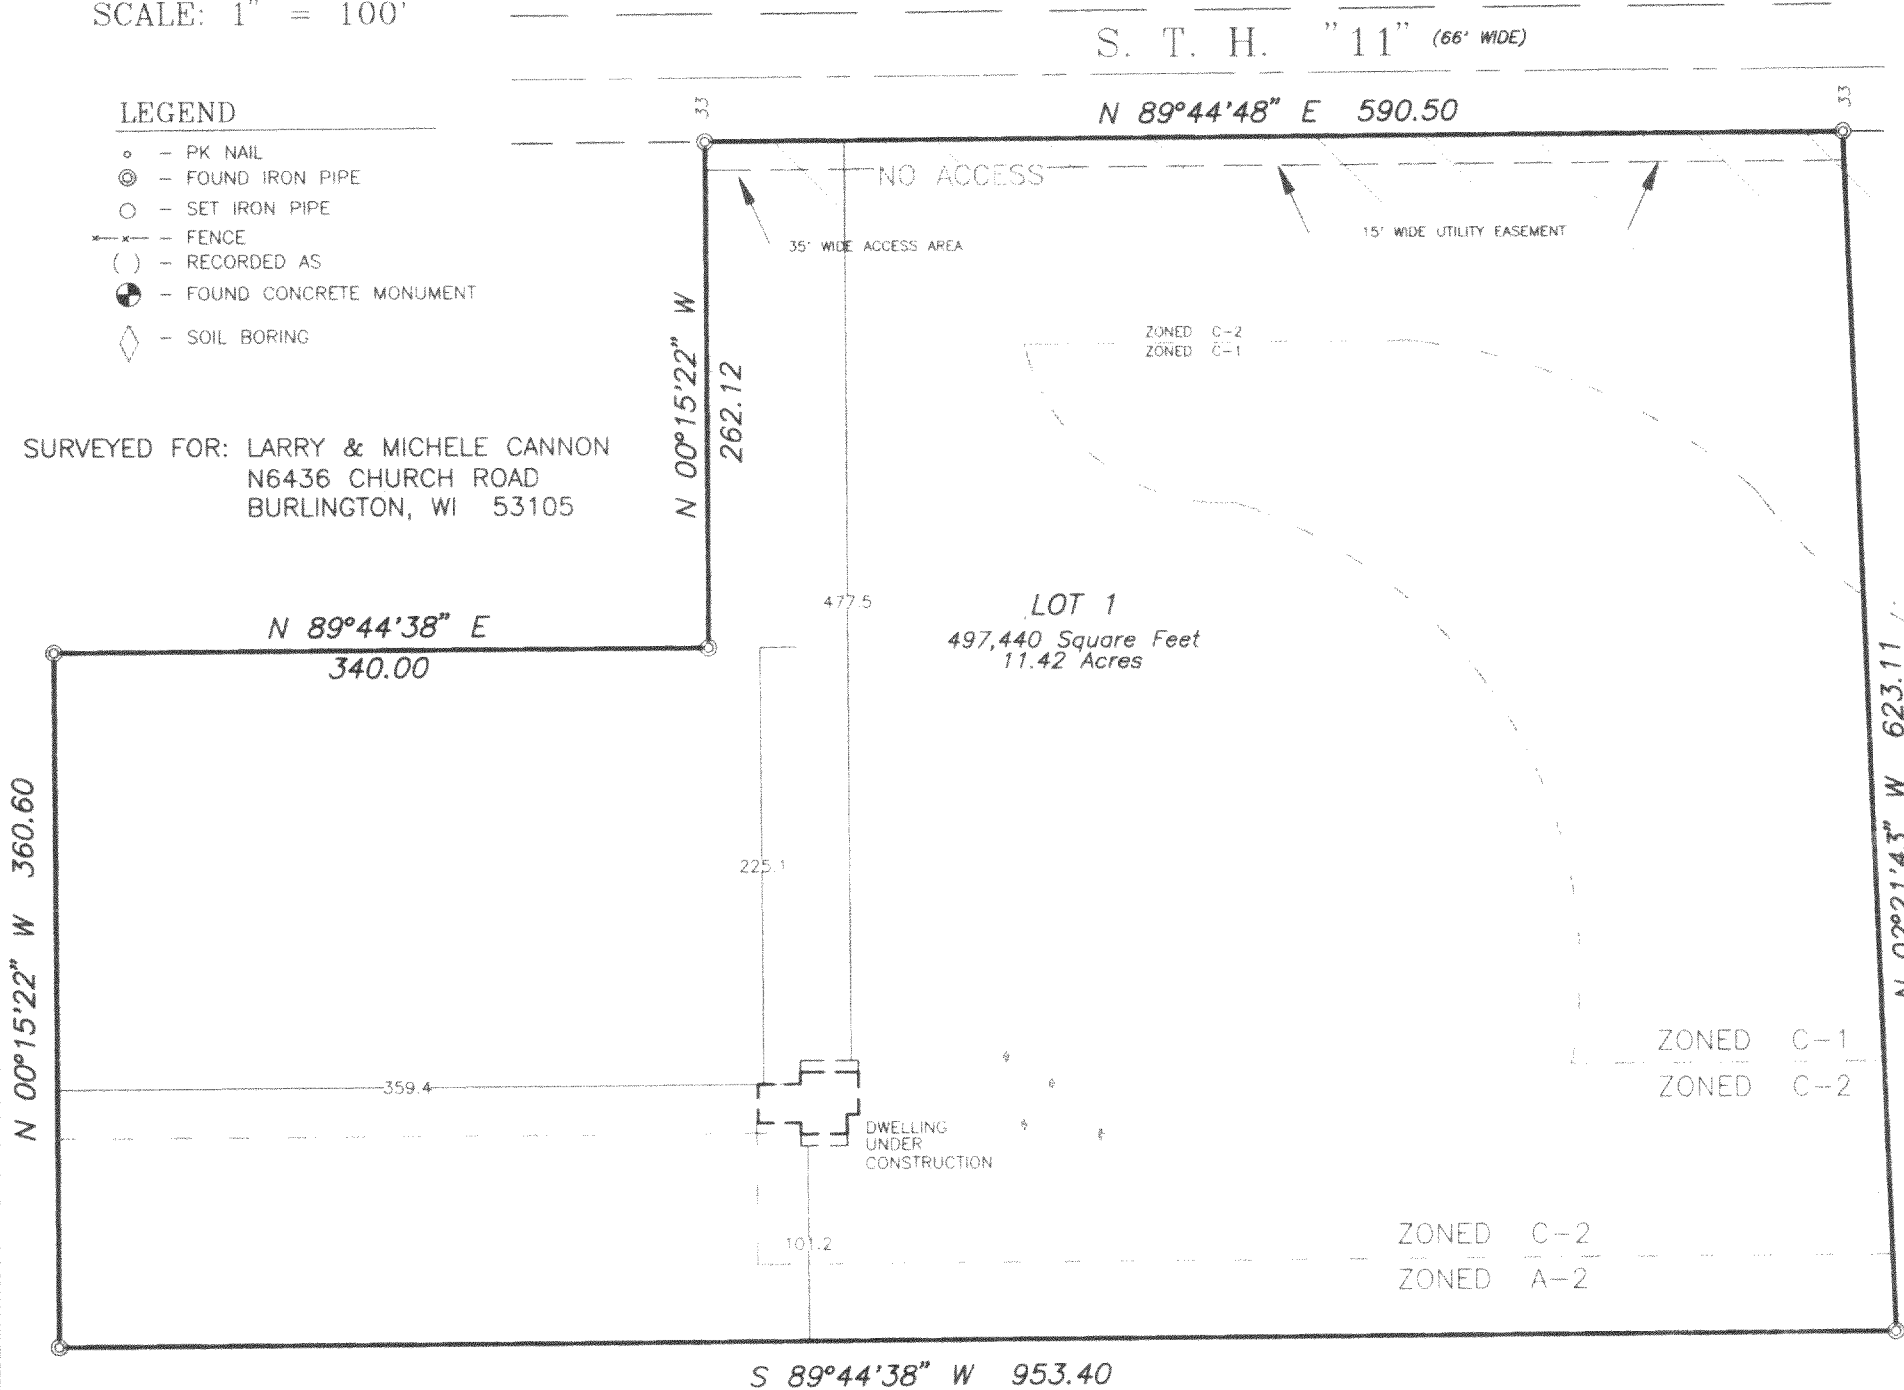 SCALE: 1" = 100'
S. T. H. "11" (66' WIDE)
LEGEND
33
N 89°44'48" E 590.50
33
- PK NAIL
- FOUND IRON PIPE
- SET IRON PIPE
- FENCE
( ) - RECORDED AS
- FOUND CONCRETE MONUMENT
- SOIL BORING
NO ACCESS
35' WIDE ACCESS AREA
15' WIDE UTILITY EASEMENT
ZONED C-2
ZONED C-1
N 00°15'22" W
262.12
SURVEYED FOR: LARRY & MICHELE CANNON
N6436 CHURCH ROAD
BURLINGTON, WI 53105
477.5
LOT 1
497,440 Square Feet
11.42 Acres
N 89°44'38" E
340.00
N 02°21'43" W 623.11
N 00°15'22" W 360.60
225.1
ZONED C-1
ZONED C-2
359.4
DWELLING
UNDER
CONSTRUCTION
101.2
ZONED C-2
ZONED A-2
S 89°44'38" W 953.40